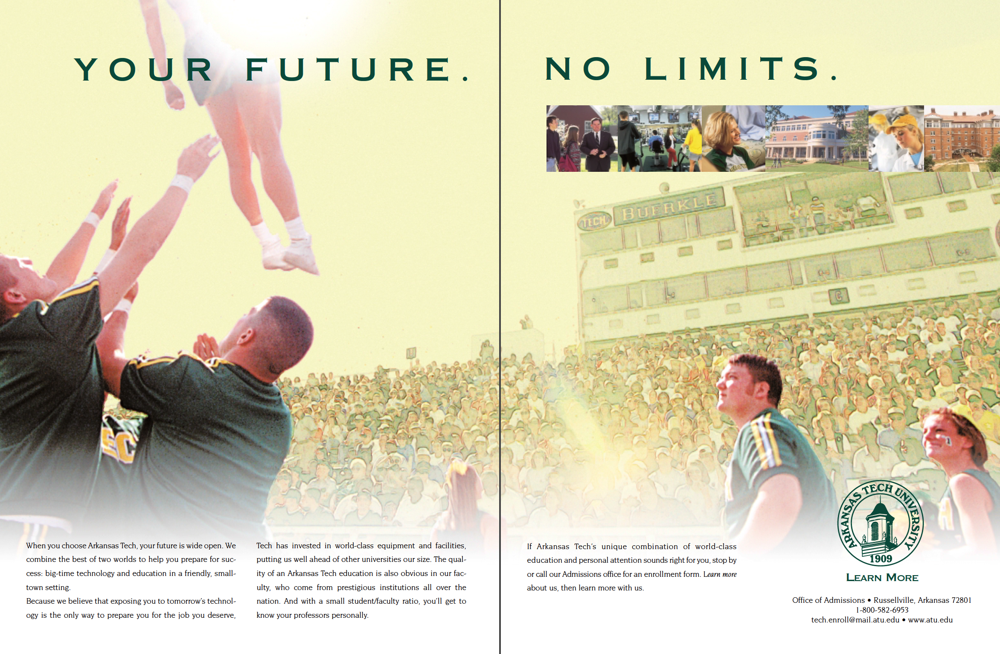 YOUR FUTURE.
NO LIMITS.
TECH
BUERKLE
C
EC
A
When you choose Arkansas Tech, your future is wide open. We
combine the best of two worlds to help you prepare for suc-
cess: big-time technology and education in a friendly, small-
town setting.
Because we believe that exposing you to tomorrow's technol-
ogy is the only way to prepare you for the job you deserve,
Tech has invested in world-class equipment and facilities,
putting us well ahead of other universities our size. The qual-
ity of an Arkansas Tech education is also obvious in our fac-
ulty, who come from prestigious institutions all over the
nation. And with a small student/faculty ratio, you'll get to
know your professors personally.
If Arkansas Tech's unique combination of world-class
education and personal attention sounds right for you, stop by
or call our Admissions office for an enrollment form. Learn more
about us, then learn more with us.
ARKANSAS TECH UNIVERSITY
1909
LEARN MORE
Office of Admissions • Russellville, Arkansas 72801
1-800-582-6953
tech.enroll@mail.atu.edu • www.atu.edu